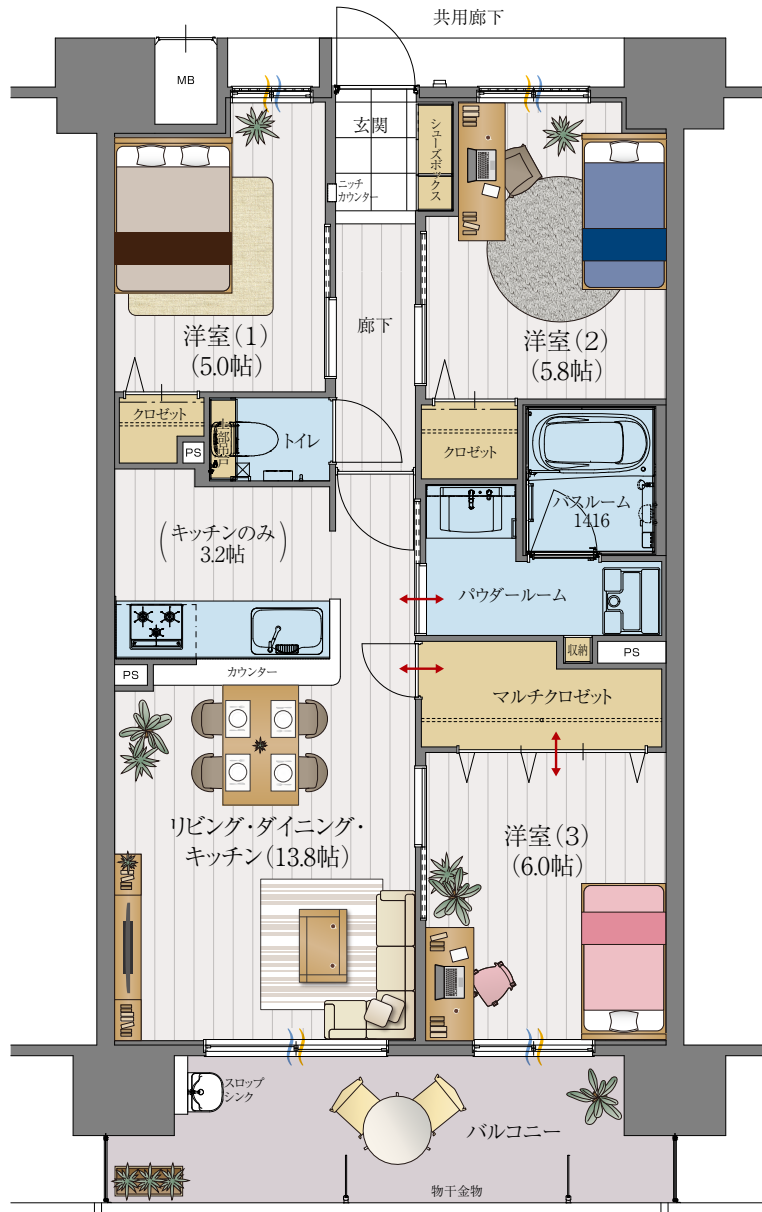 共用廊下
MB
玄関
シューズボックス
ニッチ
カウンター
洋室(1)
(5.0帖)
廊下
洋室(2)
(5.8帖)
クロゼット
上部吊戸
トイレ
PS
クロゼット
バスルーム
1416
(キッチンのみ)
3.2帖
パウダールーム
収納
PS
PS
カウンター
マルチクロゼット
リビング・ダイニング・
キッチン(13.8帖)
洋室(3)
(6.0帖)
スロップ
シンク
バルコニー
物干金物